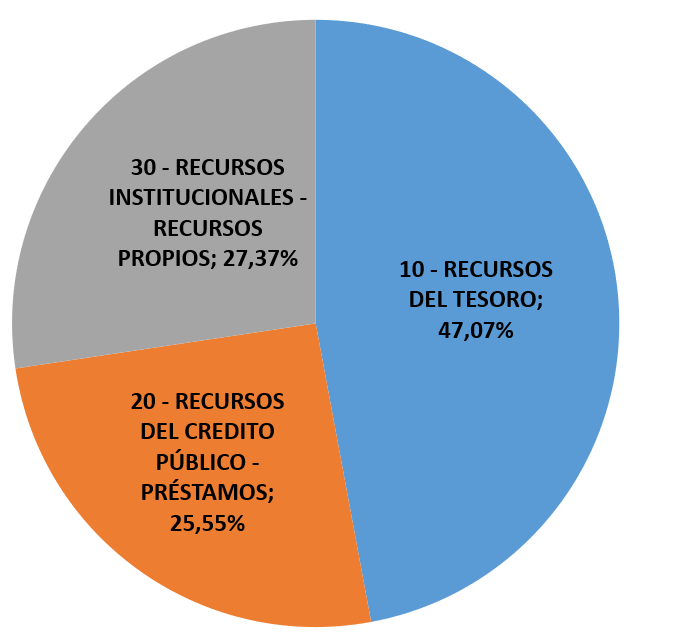 30 - RECURSOS
INSTITUCIONALES -
RECURSOS
PROPIOS; 27,37%
10 - RECURSOS
DEL TESORO;
47,07%
20 - RECURSOS
DEL CREDITO
PÚBLICO -
PRÉSTAMOS;
25,55%